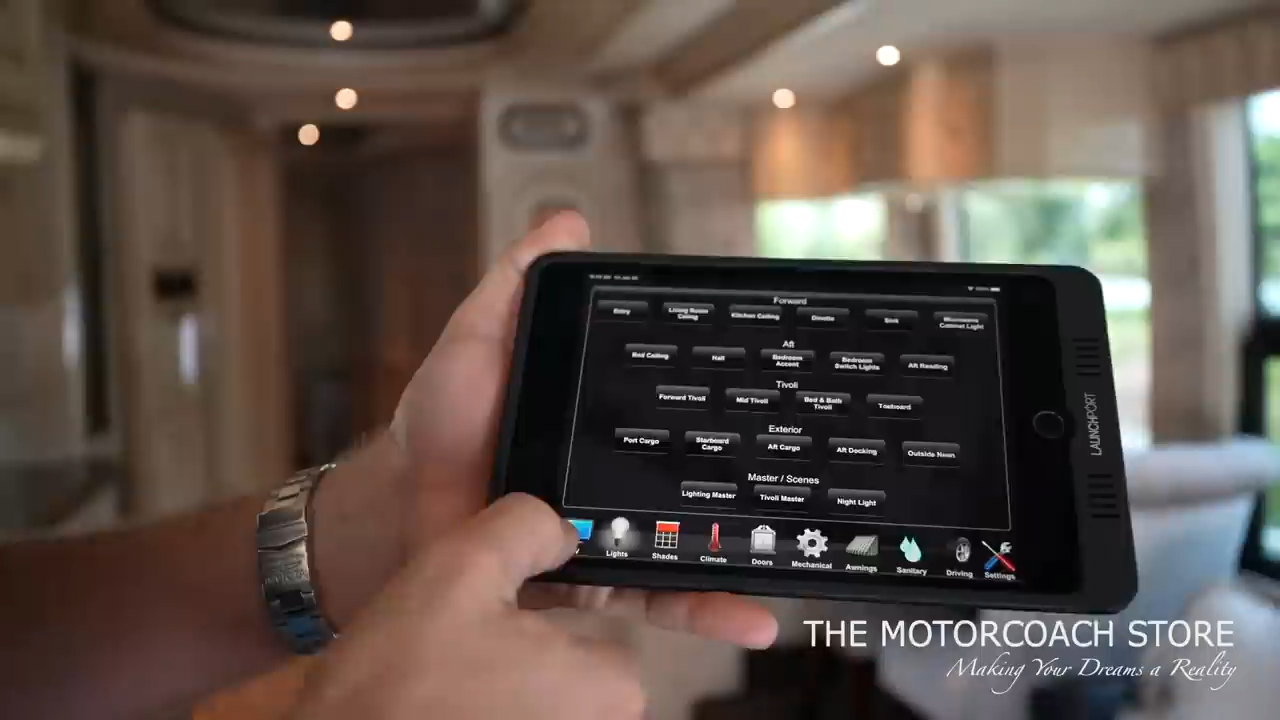 Forward
Entry
Living Room Ceiling
Kitchen Ceiling
Dinette
Sink
Microwave Cabinet Light
Aft
Bed Ceiling
Hall
Bedroom Accent
Bedroom Switch Lights
Aft Reading
Tivoli
Forward Tivoli
Mid Tivoli
Bed & Bath Tivoli
Toeboard
Exterior
Port Cargo
Starboard Cargo
Aft Cargo
Aft Docking
Outside Neon
Master / Scenes
Lighting Master
Tivoli Master
Night Light
Lights
Shades
Climate
Doors
Mechanical
Awnings
Sanitary
Driving
Settings
LAUNCHPORT
THE MOTORCOACH STORE
Making Your Dreams a Reality